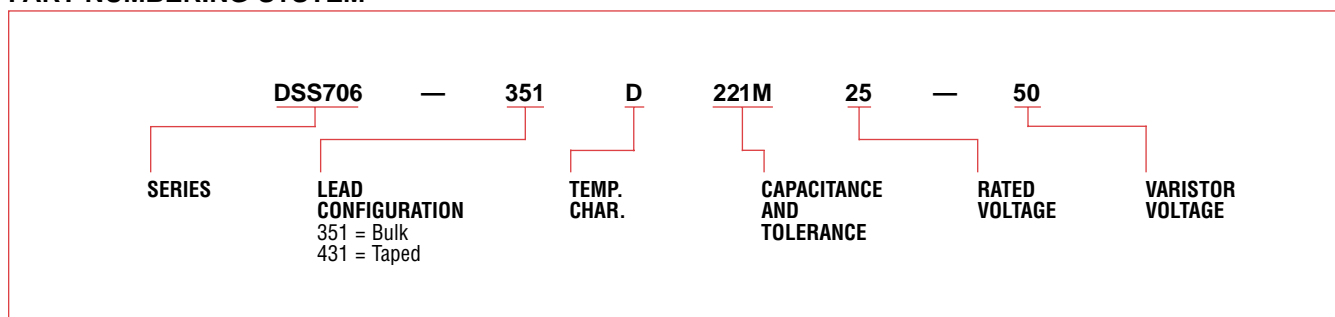 PART NUMBERING SYSTEM
DSS706 — 351 D 221M 25 — 50
SERIES
LEAD
CONFIGURATION
351 = Bulk
431 = Taped
TEMP.
CHAR.
CAPACITANCE
AND
TOLERANCE
RATED
VOLTAGE
VARISTOR
VOLTAGE